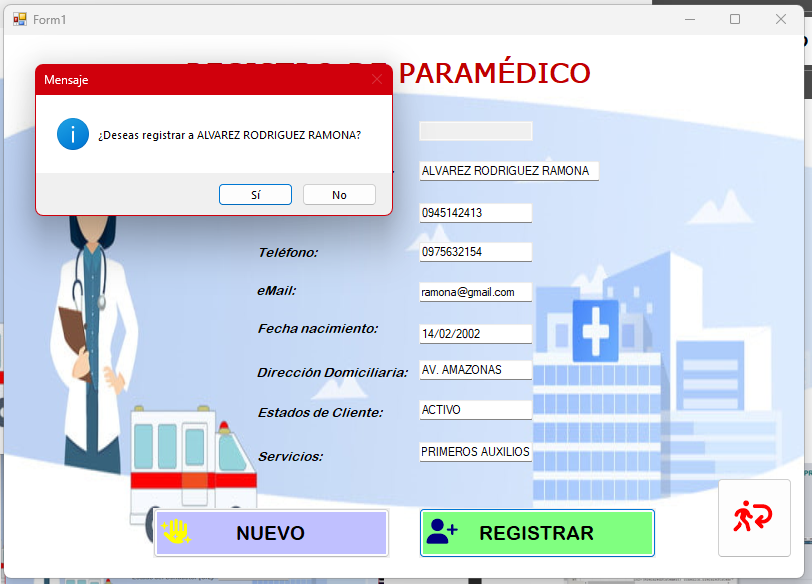 Form1
PARAMÉDICO
Mensaje
¿Deseas registrar a ALVAREZ RODRIGUEZ RAMONA?
Sí No
ALVAREZ RODRIGUEZ RAMONA
0945142413
Teléfono: 0975632154
eMail: ramona@gmail.com
Fecha nacimiento: 14/02/2002
Dirección Domiciliaria: AV. AMAZONAS
Estados de Cliente: ACTIVO
Servicios: PRIMEROS AUXILIOS
NUEVO REGISTRAR